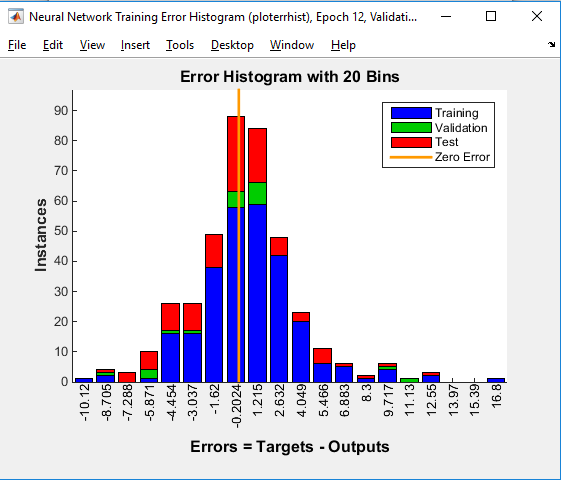 Neural Network Training Error Histogram (ploterrhist), Epoch 12, Validati...
File Edit View Insert Tools Desktop Window Help
Error Histogram with 20 Bins
Training
Validation
Test
Zero Error
Instances
90
80
70
60
50
40
30
20
10
0
-10.12 -8.705 -7.288 -5.871 -4.454 -3.037 -1.62 -0.2024 1.215 2.632 4.049 5.466 6.883 8.3 9.717 11.13 12.55 13.97 15.39 16.8
Errors = Targets - Outputs